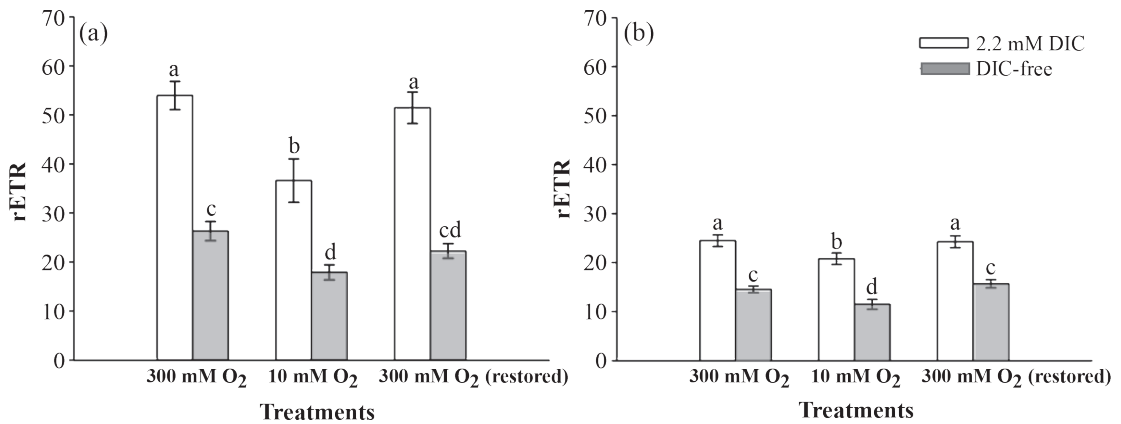 (a)
rETR
70
60
50
40
30
20
10
0
a
c
b
d
a
cd
300 mM O2
10 mM O2
300 mM O2 (restored)
Treatments
(b)
2.2 mM DIC
DIC-free
rETR
70
60
50
40
30
20
10
0
a
c
b
d
a
c
300 mM O2
10 mM O2
300 mM O2 (restored)
Treatments